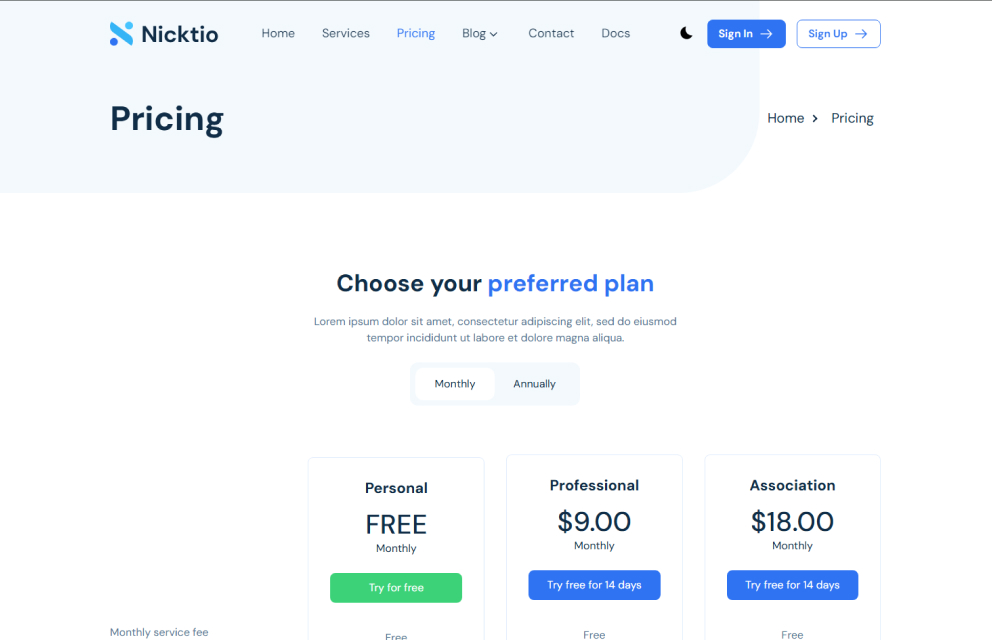 Nicktio Home Services Pricing Blog Contact Docs Sign In Sign Up
Pricing
Home Pricing
Choose your preferred plan
Lorem ipsum dolor sit amet, consectetur adipiscing elit, sed do eiusmod
tempor incididunt ut labore et dolore magna aliqua.
Monthly Annually
Personal
FREE
Monthly
Try for free
Professional
$9.00
Monthly
Try free for 14 days
Association
$18.00
Monthly
Try free for 14 days
Monthly service fee Free Free Free